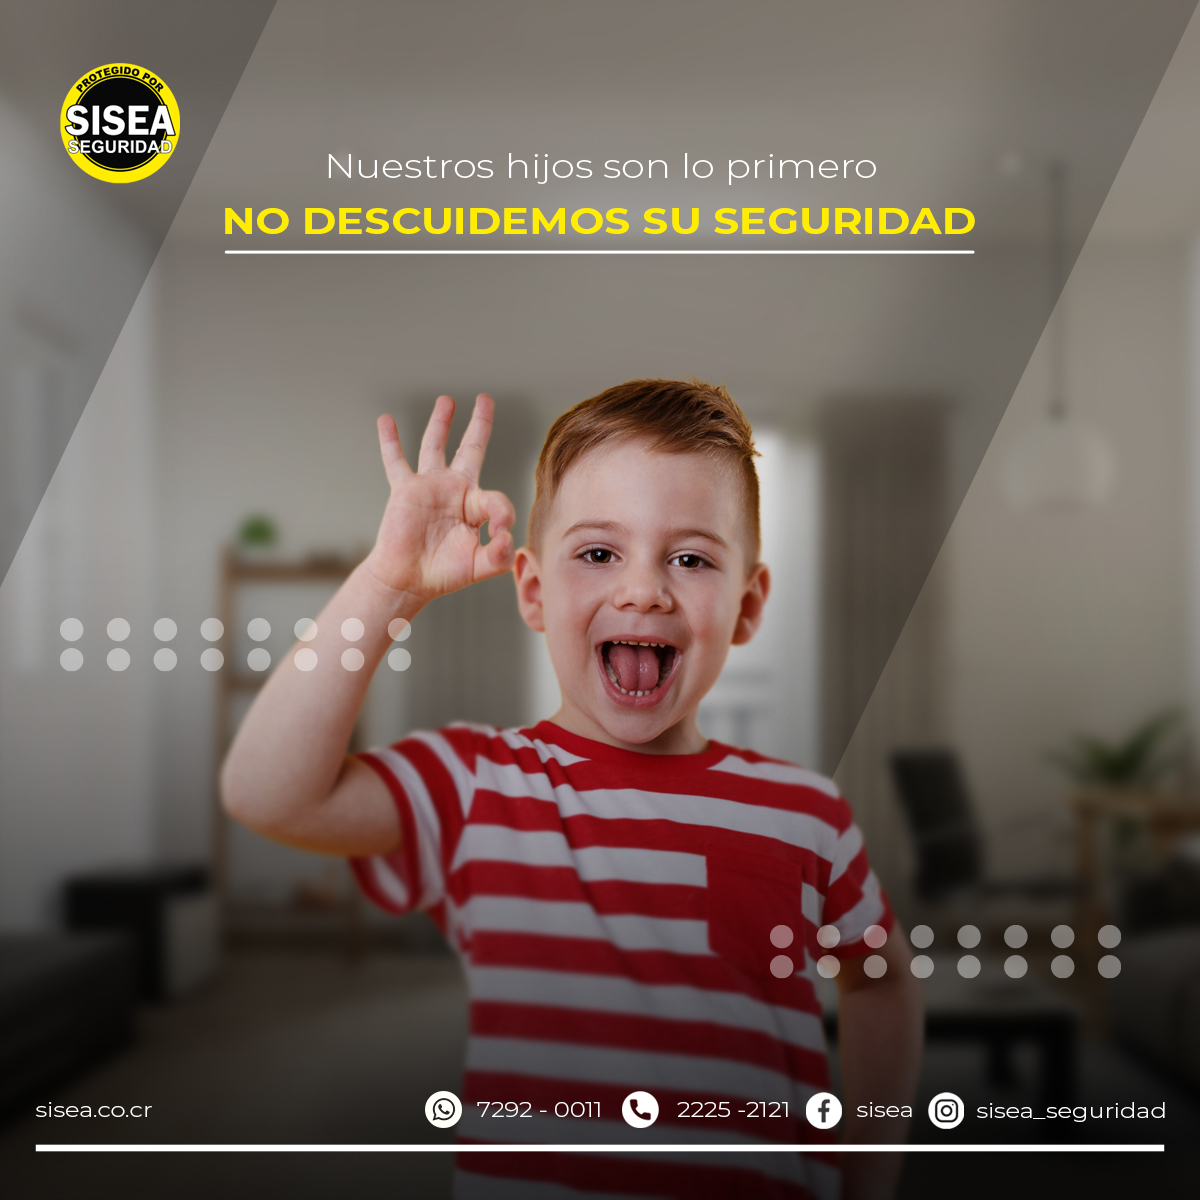 PROTEGIDO POR
SISEA
SEGURIDAD
Nuestros hijos son lo primero
NO DESCUIDEMOS SU SEGURIDAD
sisea.co.cr
7292 - 0011
2225 -2121
sisea
sisea_seguridad